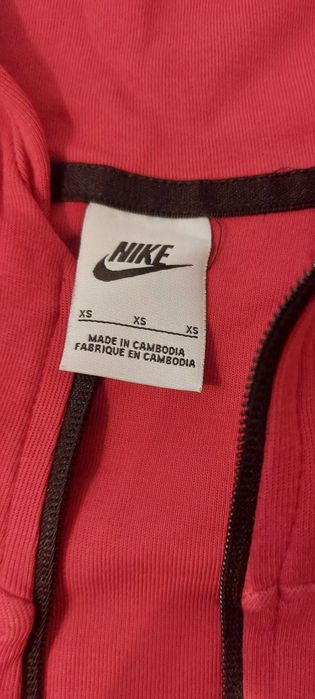 NIKE
XS XS XS
MADE IN CAMBODIA
FABRIQUE EN CAMBODIA